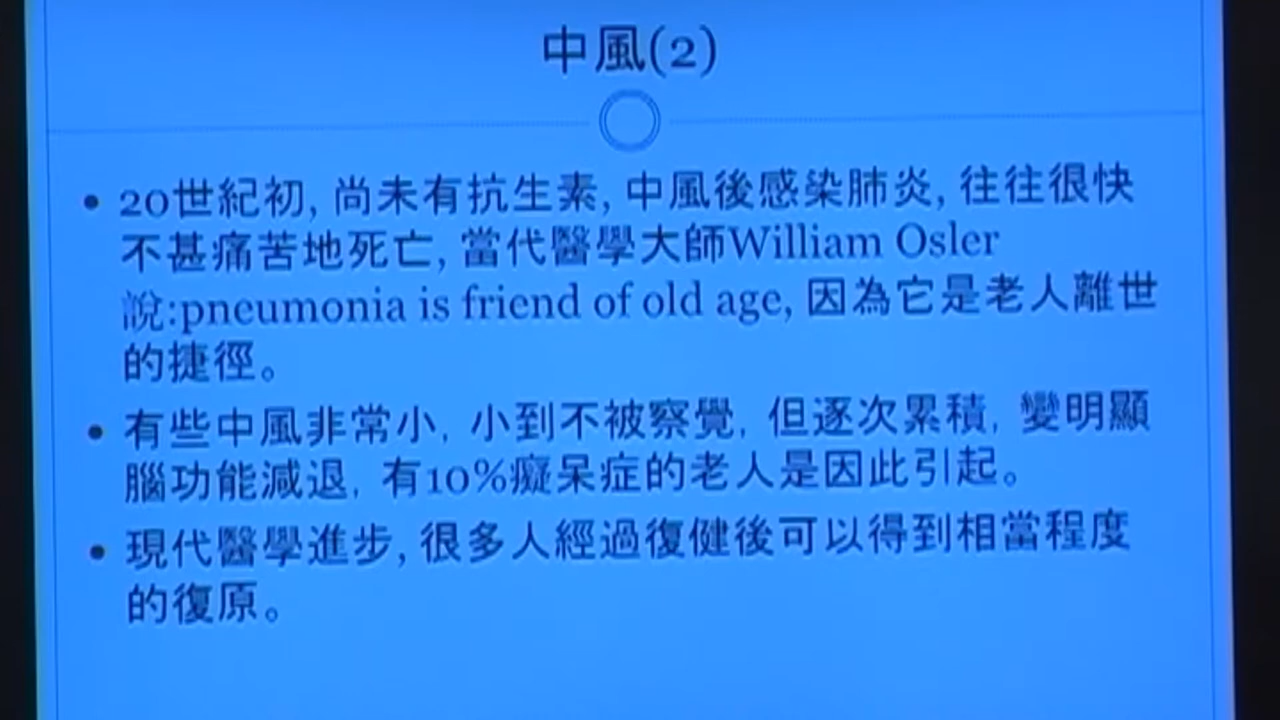 中風(2)
• 20世紀初, 尚未有抗生素, 中風後感染肺炎, 往往很快
不甚痛苦地死亡, 當代醫學大師William Osler
說:pneumonia is friend of old age, 因為它是老人離世
的捷徑。
• 有些中風非常小, 小到不被察覺, 但逐次累積, 變明顯
腦功能減退, 有10%癡呆症的老人是因此引起。
• 現代醫學進步, 很多人經過復健後可以得到相當程度
的復原。